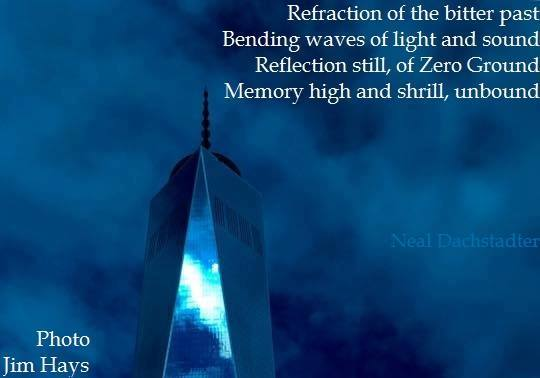 Refraction of the bitter past
Bending waves of light and sound
Reflection still, of Zero Ground
Memory high and shrill, unbound
Neal Dachstadter
Photo
Jim Hays